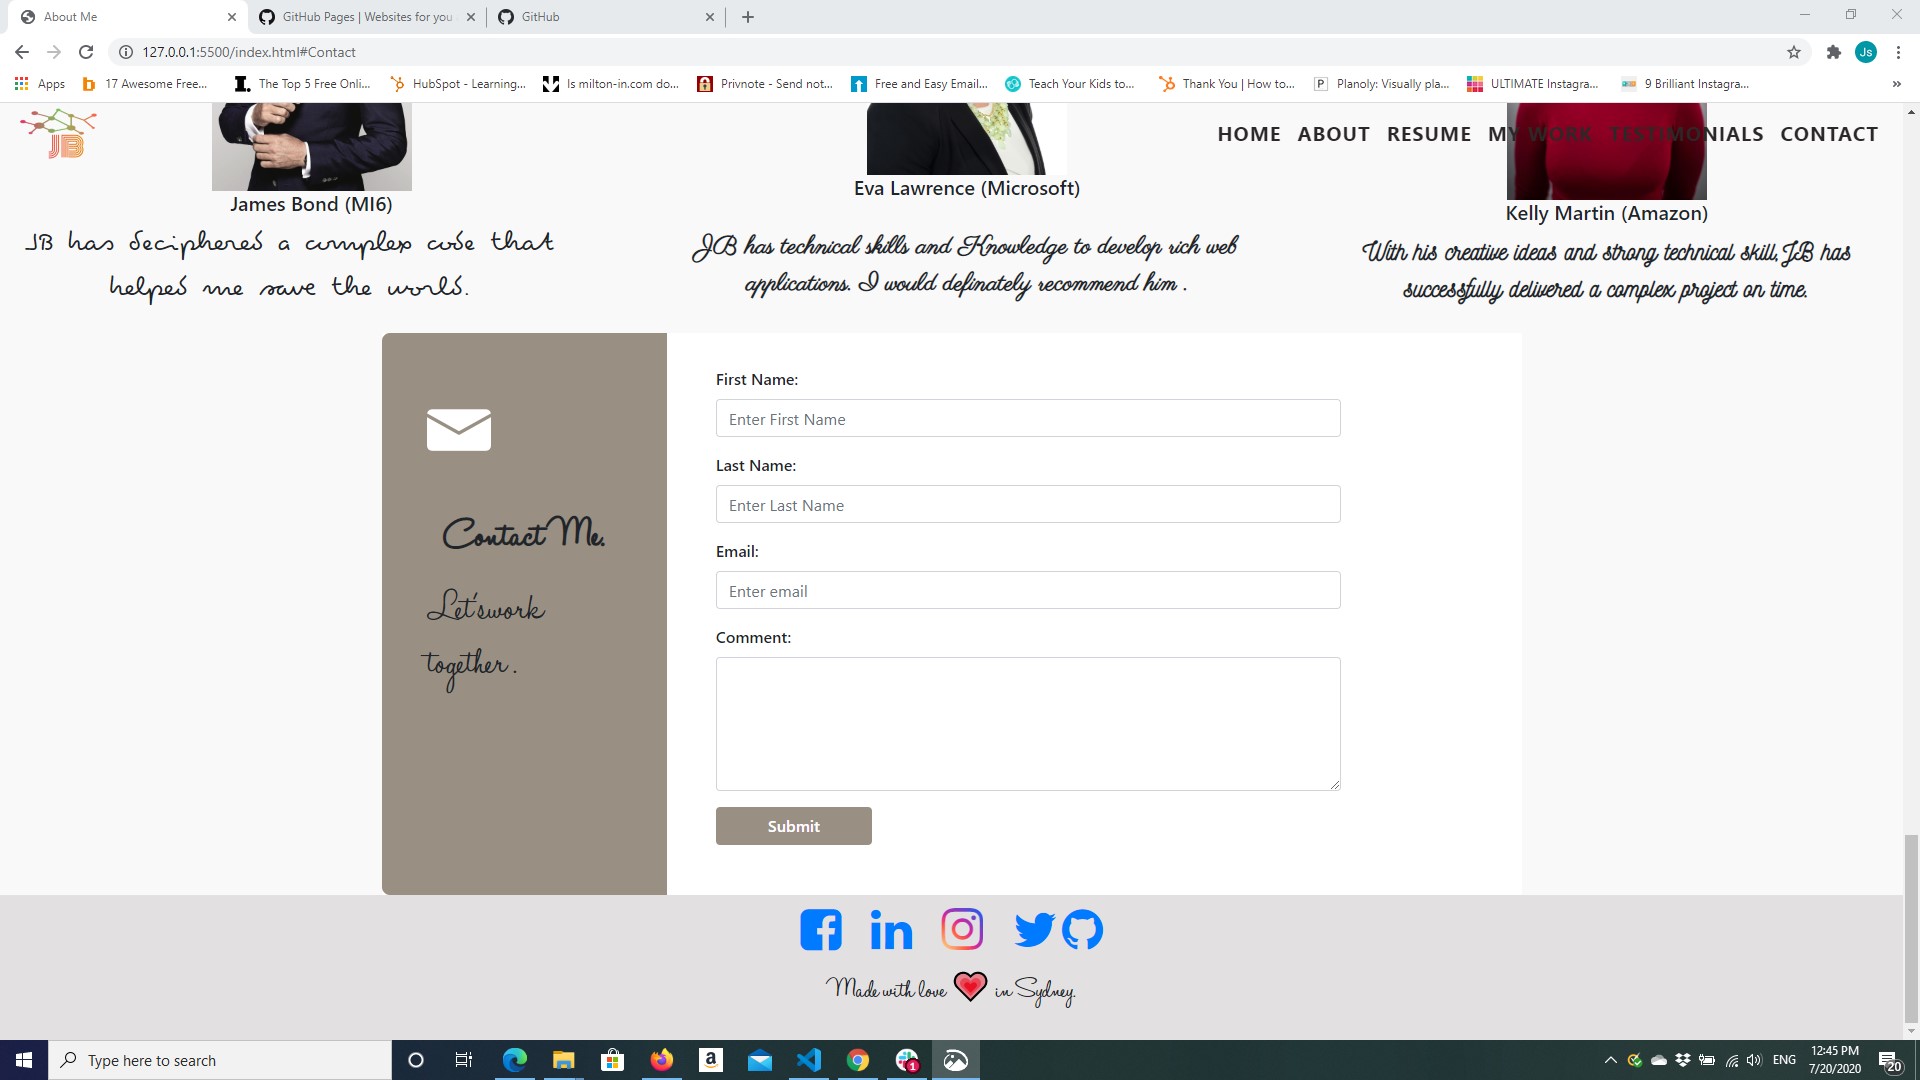 About Me
GitHub Pages | Websites for you
GitHub
127.0.0.1:5500/index.html#Contact
Js
Apps
17 Awesome Free...
The Top 5 Free Onli...
HubSpot - Learning...
Is milton-in.com do...
Privnote - Send not...
Free and Easy Email...
Teach Your Kids to...
Thank You | How to...
Planoly: Visually pla...
ULTIMATE Instagra...
9 Brilliant Instagra...
»
JB
HOME ABOUT RESUME MY WORK TESTIMONIALS CONTACT
James Bond (MI6)
JB has deciphered a complex code that
helped me save the world.
Eva Lawrence (Microsoft)
JB has technical skills and Knowledge to develop rich web
applications. I would definately recommend him .
Kelly Martin (Amazon)
With his creative ideas and strong technical skill,JB has
successfully delivered a complex project on time.
Contact Me.
Let's work
together .
First Name:
Enter First Name
Last Name:
Enter Last Name
Email:
Enter email
Comment:
Submit
Made with love in Sydney.
Type here to search
ENG
12:45 PM
7/20/2020
20